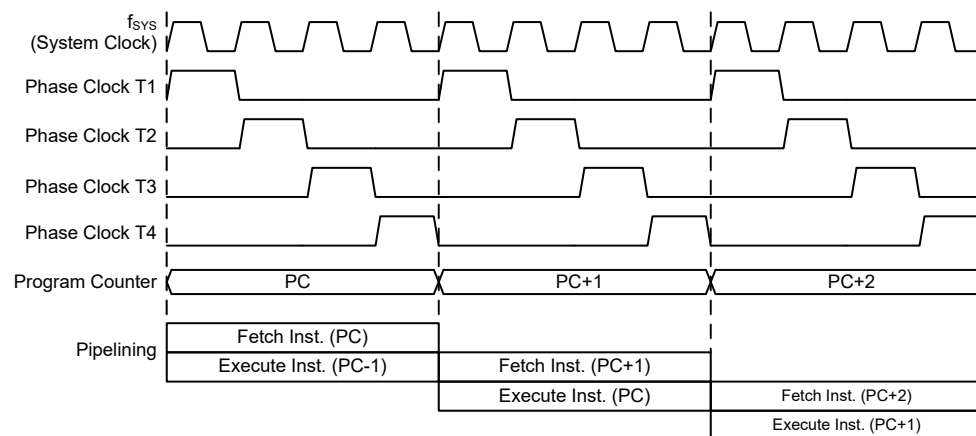 fSYS
(System Clock)
Phase Clock T1
Phase Clock T2
Phase Clock T3
Phase Clock T4
Program Counter PC PC+1 PC+2
Pipelining
Fetch Inst. (PC)
Execute Inst. (PC-1) Fetch Inst. (PC+1)
Execute Inst. (PC) Fetch Inst. (PC+2)
Execute Inst. (PC+1)